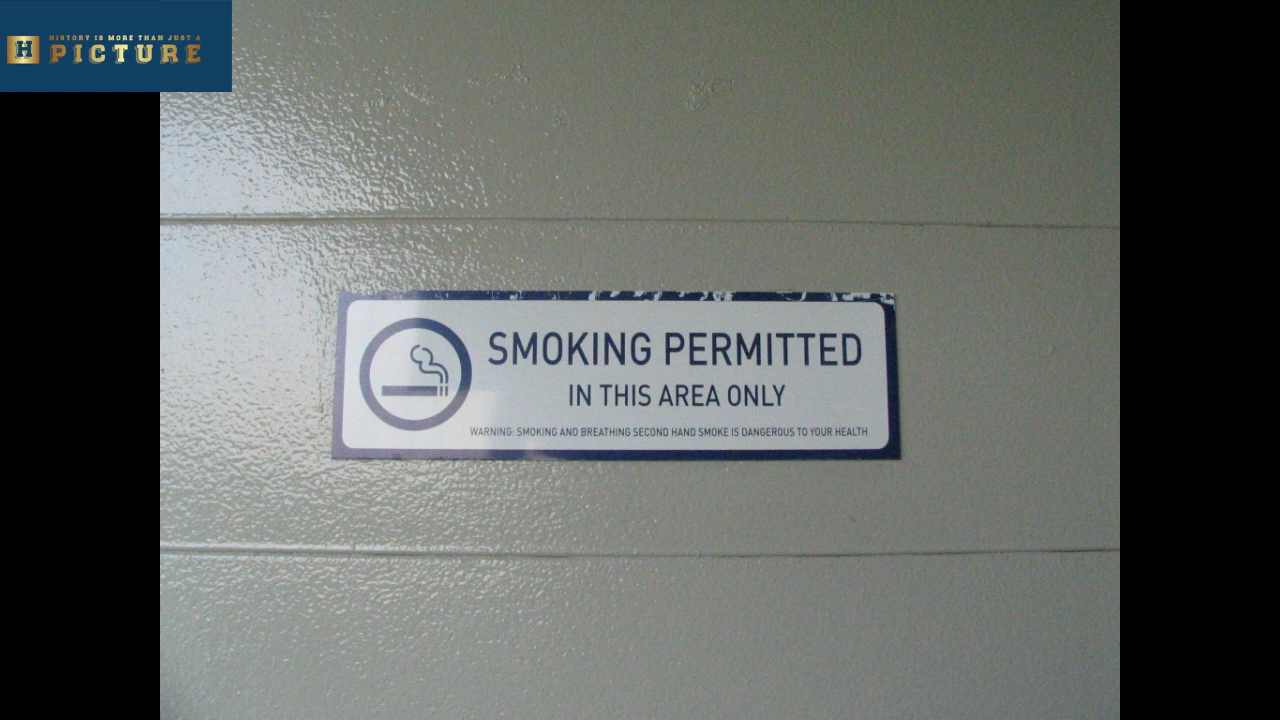 HISTORY IS MORE THAN JUST A
H PICTURE
SMOKING PERMITTED
IN THIS AREA ONLY
WARNING: SMOKING AND BREATHING SECOND HAND SMOKE IS DANGEROUS TO YOUR HEALTH